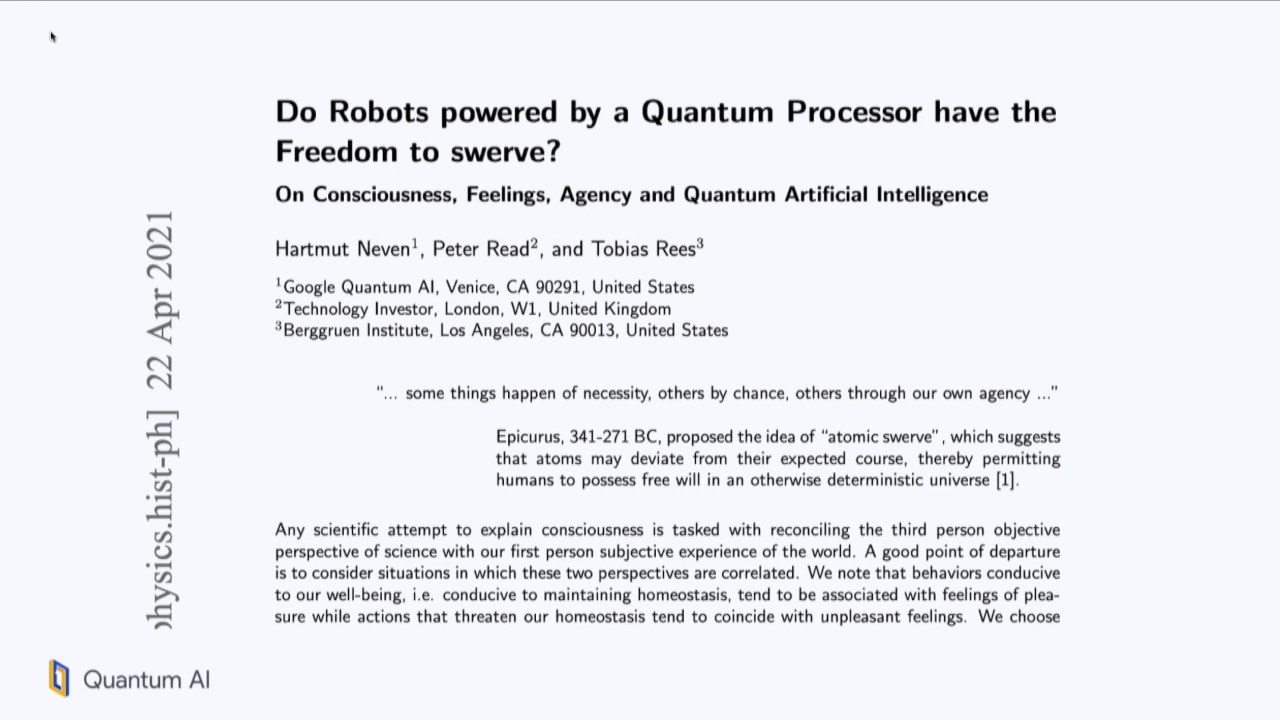 Do Robots powered by a Quantum Processor have the
Freedom to swerve?
On Consciousness, Feelings, Agency and Quantum Artificial Intelligence
Hartmut Neven¹, Peter Read², and Tobias Rees³
¹Google Quantum AI, Venice, CA 90291, United States
²Technology Investor, London, W1, United Kingdom
³Berggruen Institute, Los Angeles, CA 90013, United States
"... some things happen of necessity, others by chance, others through our own agency ..."
Epicurus, 341-271 BC, proposed the idea of “atomic swerve”, which suggests
that atoms may deviate from their expected course, thereby permitting
humans to possess free will in an otherwise deterministic universe [1].
Any scientific attempt to explain consciousness is tasked with reconciling the third person objective
perspective of science with our first person subjective experience of the world. A good point of departure
is to consider situations in which these two perspectives are correlated. We note that behaviors conducive
to our well-being, i.e. conducive to maintaining homeostasis, tend to be associated with feelings of plea-
sure while actions that threaten our homeostasis tend to coincide with unpleasant feelings. We choose
physics.hist-ph] 22 Apr 2021
Quantum AI